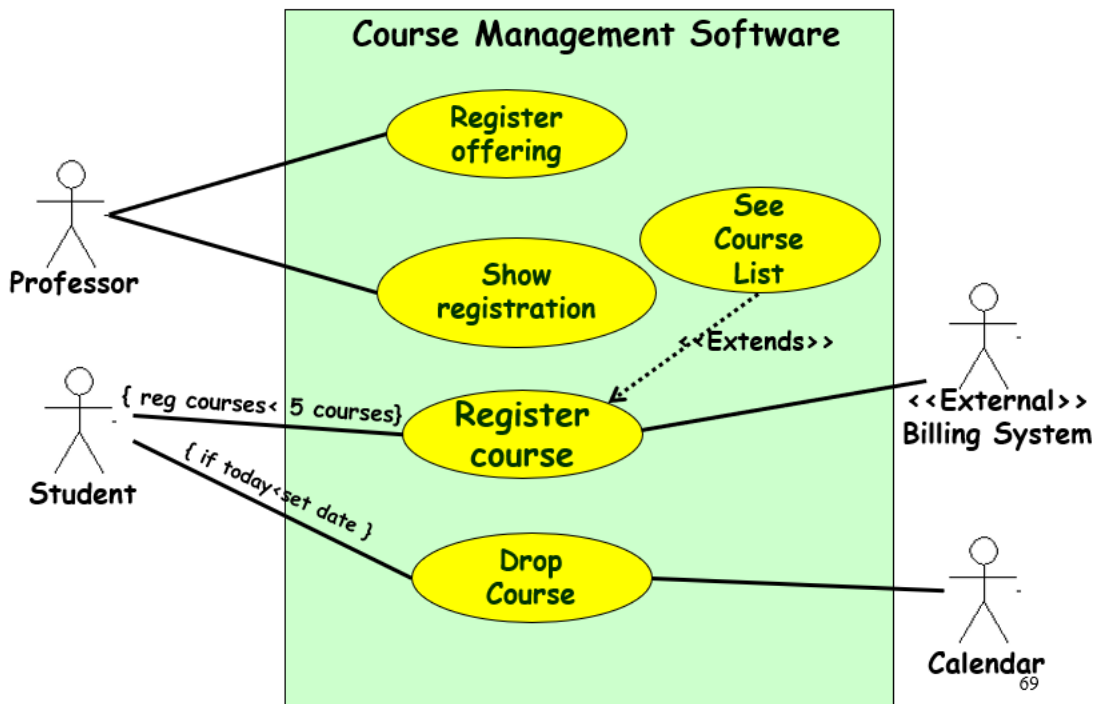 Course Management Software
Register
offering
See
Course
List
Professor
Show
registration
<<Extends>>
{ reg courses< 5 courses}
Register
course
<<External>>
Billing System
Student
{ if today<set date }
Drop
Course
Calendar
69